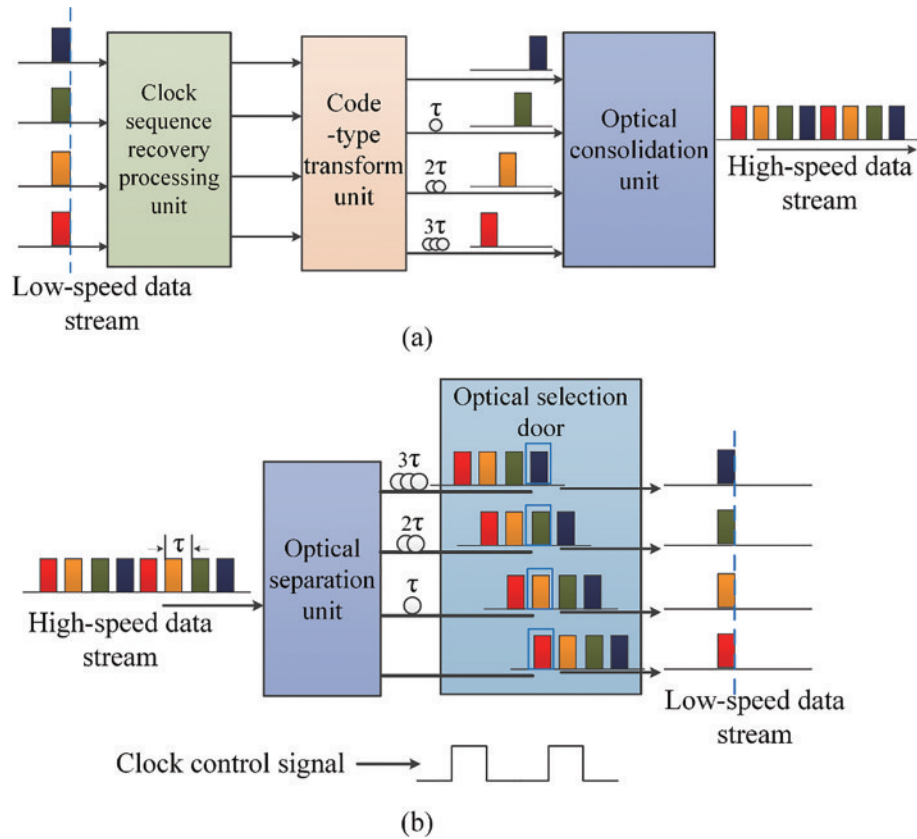 Clock
sequence
recovery
processing
unit
Code
-type
transform
unit
τ
2τ
3τ
Optical
consolidation
unit
High-speed data
stream
Low-speed data
stream
(a)
Optical selection
door
3τ
2τ
τ
τ
Optical
separation
unit
High-speed data
stream
Low-speed data
stream
Clock control signal
(b)